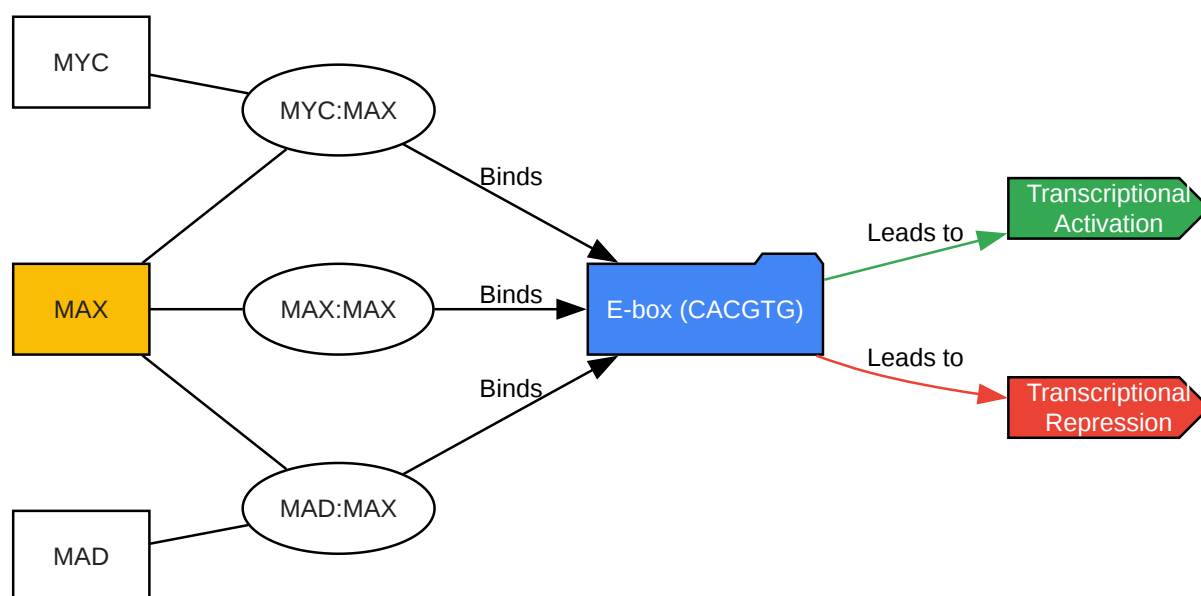 MYC
MYC:MAX
Binds
Transcriptional
Activation
Leads to
MAX
MAX:MAX
Binds
E-box (CACGTG)
Leads to
Binds
Transcriptional
Repression
MAD:MAX
MAD